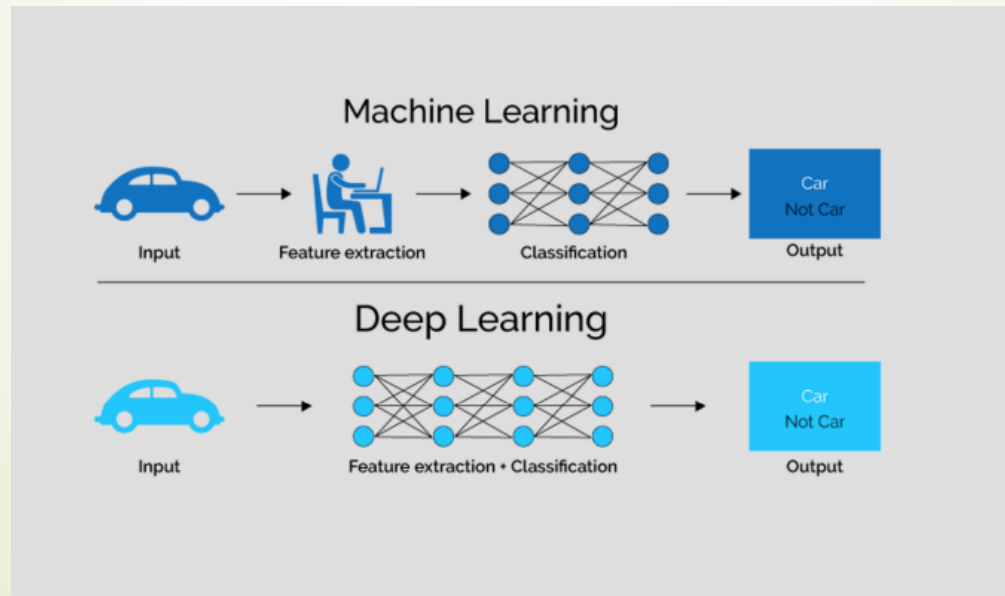 Machine Learning
Car
Not Car
Input
Feature extraction
Classification
Output
Deep Learning
Car
Not Car
Input
Feature extraction + Classification
Output